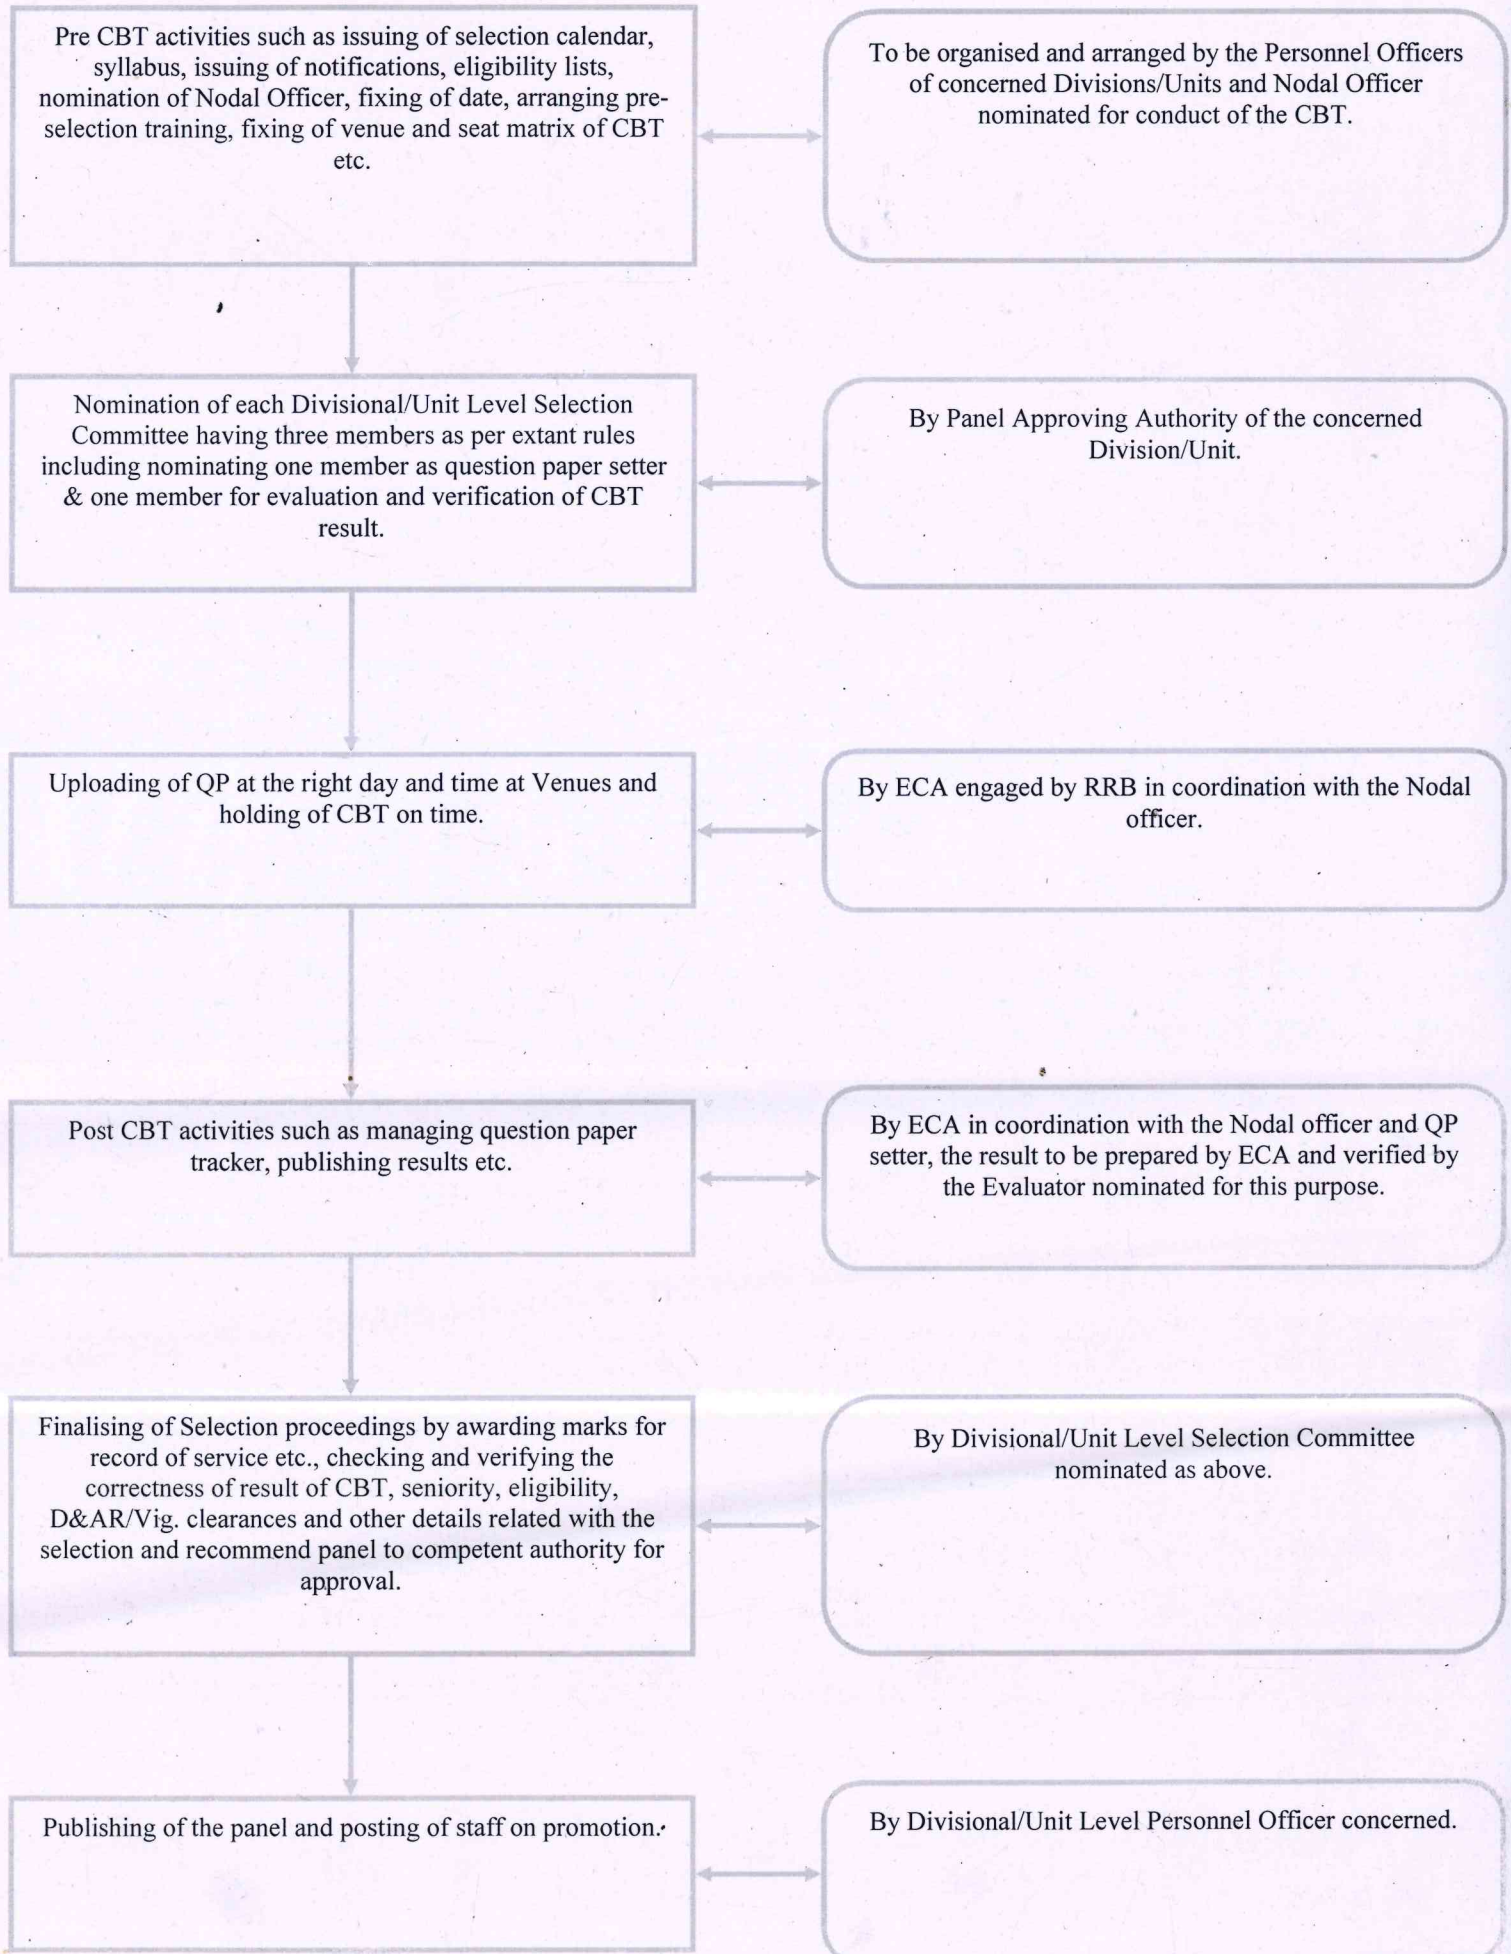 Pre CBT activities such as issuing of selection calendar,
syllabus, issuing of notifications, eligibility lists,
nomination of Nodal Officer, fixing of date, arranging pre-
selection training, fixing of venue and seat matrix of CBT
etc.
To be organised and arranged by the Personnel Officers
of concerned Divisions/Units and Nodal Officer
nominated for conduct of the CBT.
Nomination of each Divisional/Unit Level Selection
Committee having three members as per extant rules
including nominating one member as question paper setter
& one member for evaluation and verification of CBT
result.
By Panel Approving Authority of the concerned
Division/Unit.
Uploading of QP at the right day and time at Venues and
holding of CBT on time.
By ECA engaged by RRB in coordination with the Nodal
officer.
Post CBT activities such as managing question paper
tracker, publishing results etc.
By ECA in coordination with the Nodal officer and QP
setter, the result to be prepared by ECA and verified by
the Evaluator nominated for this purpose.
Finalising of Selection proceedings by awarding marks for
record of service etc., checking and verifying the
correctness of result of CBT, seniority, eligibility,
D&AR/Vig. clearances and other details related with the
selection and recommend panel to competent authority for
approval.
By Divisional/Unit Level Selection Committee
nominated as above.
Publishing of the panel and posting of staff on promotion.
By Divisional/Unit Level Personnel Officer concerned.